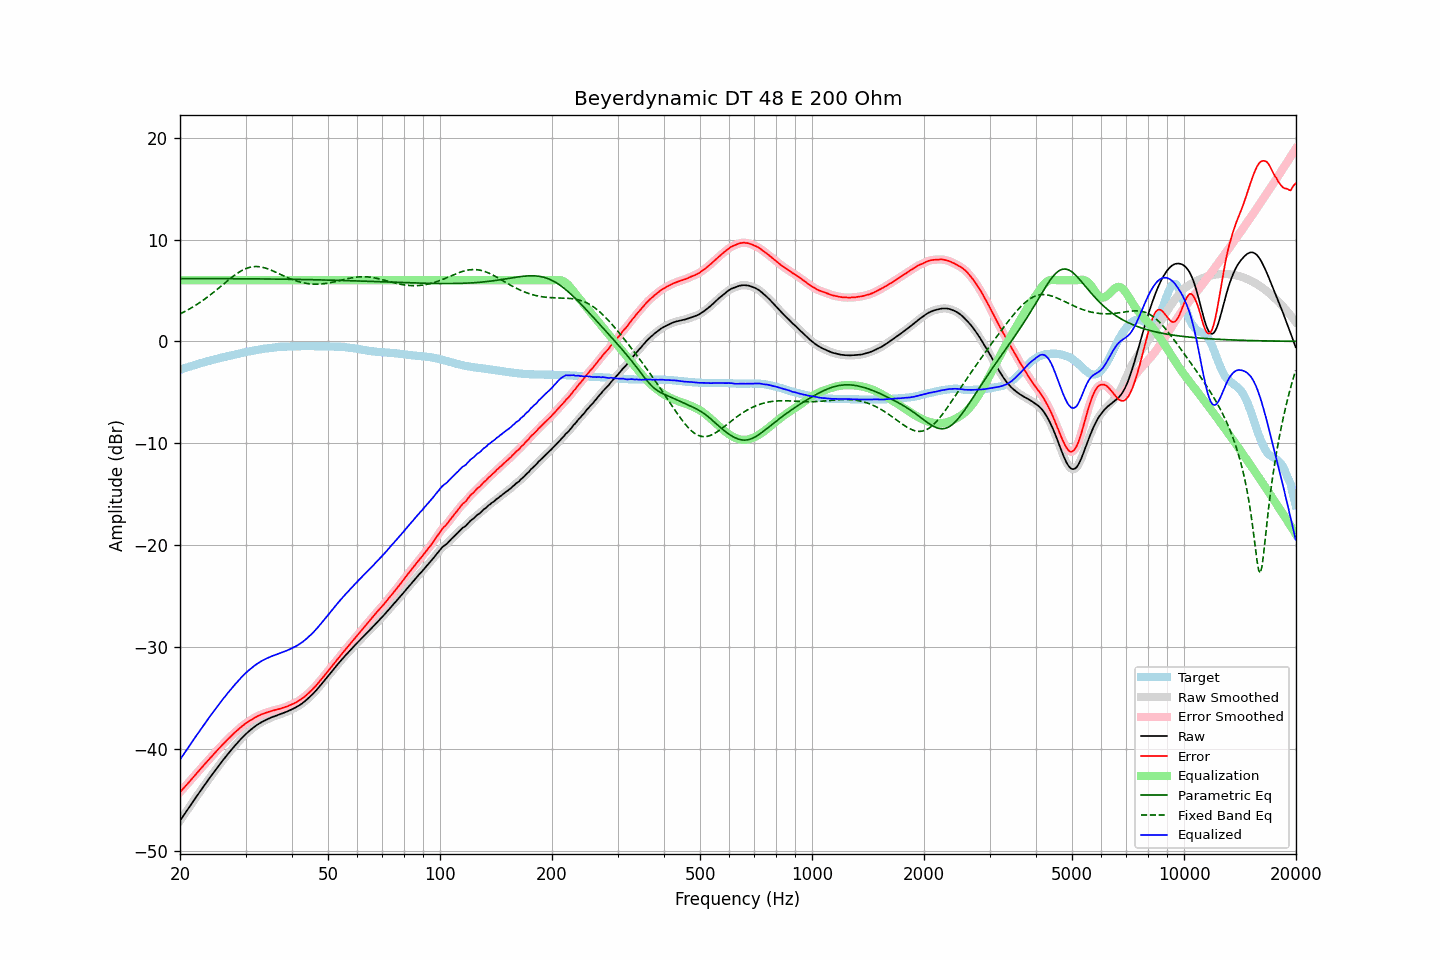 Beyerdynamic DT 48 E 200 Ohm
Amplitude (dBr)
20
10
0
−10
−20
−30
−40
−50
Target
Raw Smoothed
Error Smoothed
Raw
Error
Equalization
Parametric Eq
Fixed Band Eq
Equalized
20 50 100 200 500 1000 2000 5000 10000 20000
Frequency (Hz)